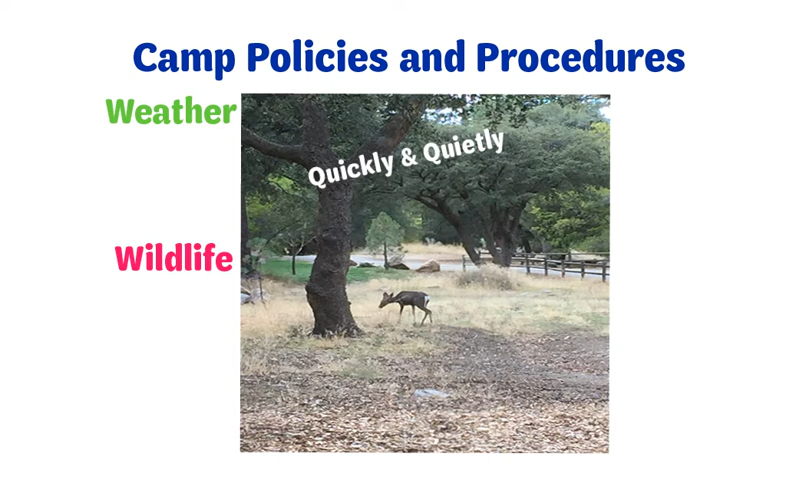 Camp Policies and Procedures
Weather
Quickly & Quietly
Wildlife